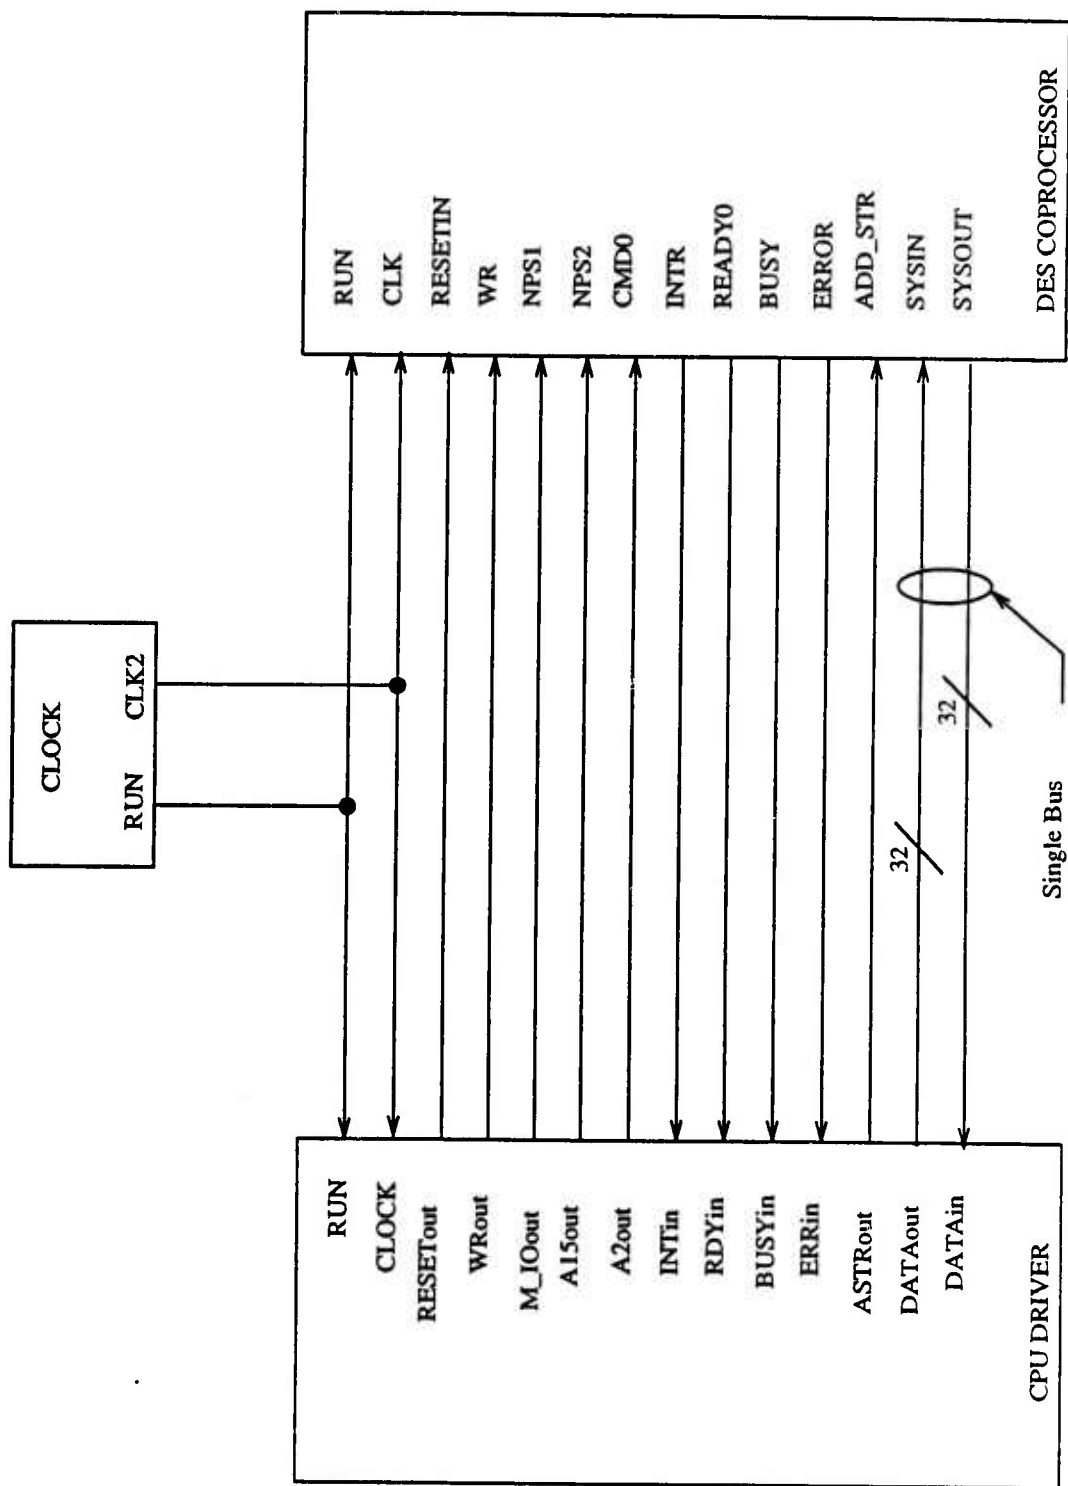 CLOCK
RUN
CLK2
RUN
CLOCK
RESETout
WRout
M_IOout
A15out
A2out
INTin
RDYin
BUSYin
ERRin
ASTRout
DATAout
DATAin
CPU DRIVER
32
32
Single Bus
RUN
CLK
RESETIN
WR
NPS1
NPS2
CMD0
INTR
READY0
BUSY
ERROR
ADD_STR
SYSIN
SYSOUT
DES COPROCESSOR